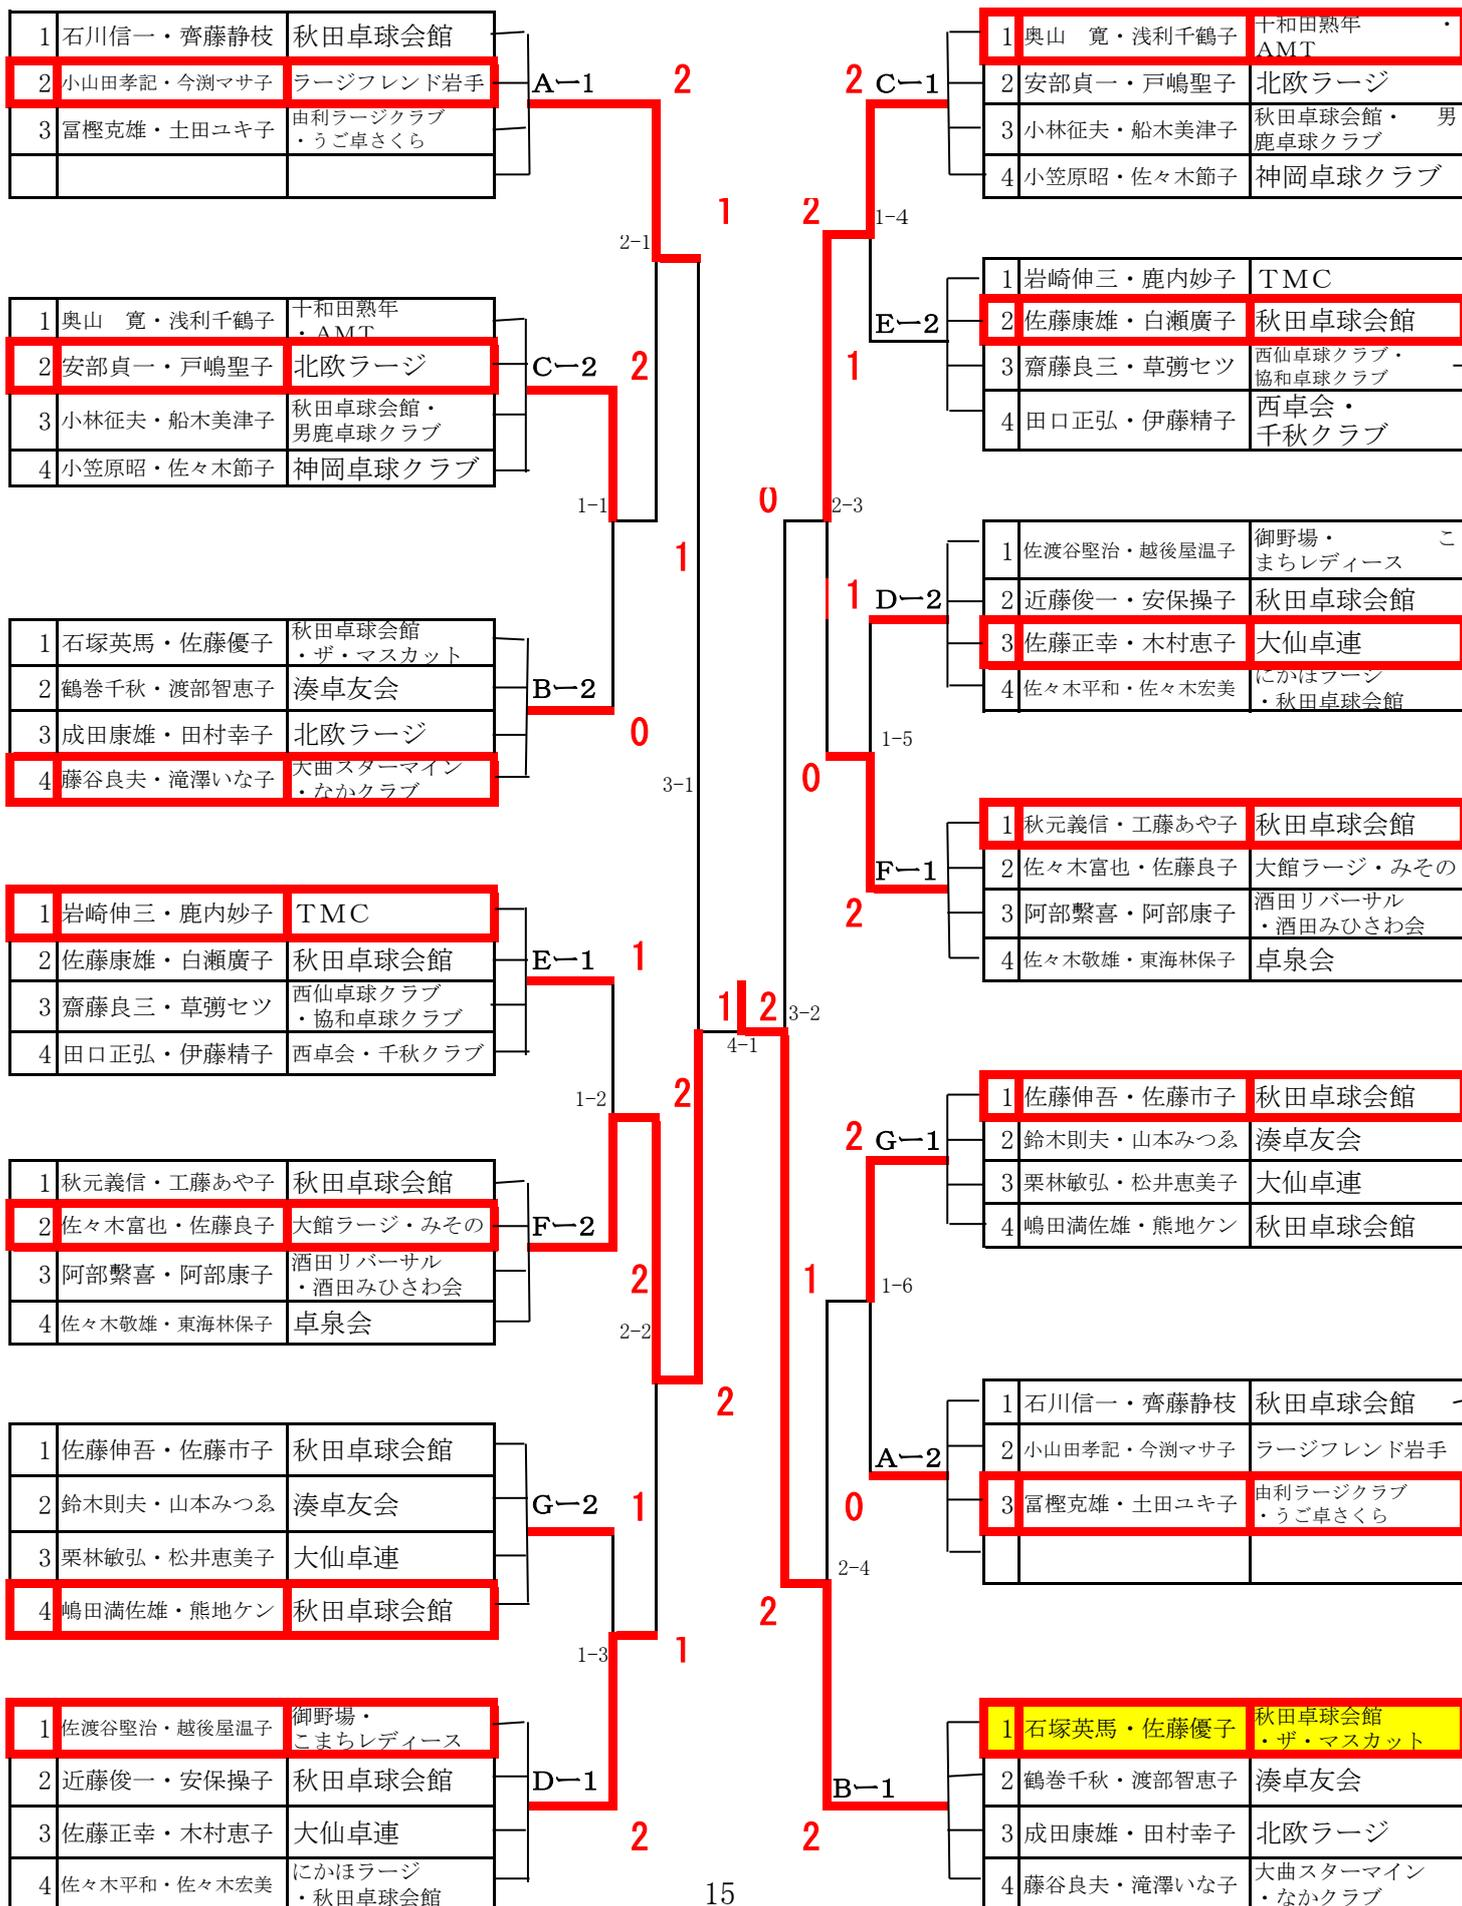 1 石川信一・齊藤静枝 秋田卓球会館
2 小山田孝記・今渕マサ子 ラージフレンド岩手
3 冨樫克雄・土田ユキ子 由利ラージクラブ
・うご卓さくら
A－1
2
2-1
1
1 奥山　寛・浅利千鶴子 十和田熟年
・AMT
2 安部貞一・戸嶋聖子 北欧ラージ
3 小林征夫・船木美津子 秋田卓球会館・
男鹿卓球クラブ
4 小笠原昭・佐々木節子 神岡卓球クラブ
C－2
2
1-1
1
1 石塚英馬・佐藤優子 秋田卓球会館
・ザ・マスカット
2 鶴巻千秋・渡部智恵子 湊卓友会
3 成田康雄・田村幸子 北欧ラージ
4 藤谷良夫・滝澤いな子 大曲スターマイン
・なかクラブ
B－2
0
3-1
1 岩崎伸三・鹿内妙子 TMC
2 佐藤康雄・白瀬廣子 秋田卓球会館
3 齋藤良三・草彅セツ 西仙卓球クラブ
・協和卓球クラブ
4 田口正弘・伊藤精子 西卓会・千秋クラブ
E－1
1
1-2
2
1 秋元義信・工藤あや子 秋田卓球会館
2 佐々木富也・佐藤良子 大館ラージ・みその
3 阿部繫喜・阿部康子 酒田リバーサル
・酒田みひさわ会
4 佐々木敬雄・東海林保子 卓泉会
F－2
2
2-2
2
1 佐藤伸吾・佐藤市子 秋田卓球会館
2 鈴木則夫・山本みつゑ 湊卓友会
3 栗林敏弘・松井恵美子 大仙卓連
4 嶋田満佐雄・熊地ケン 秋田卓球会館
G－2
1
1-3
1
1 佐渡谷堅治・越後屋温子 御野場・
こまちレディース
2 近藤俊一・安保操子 秋田卓球会館
3 佐藤正幸・木村恵子 大仙卓連
4 佐々木平和・佐々木宏美 にかほラージ
・秋田卓球会館
D－1
2
1 2
4-1
1 奥山　寛・浅利千鶴子 十和田熟年　・
AMT
2 安部貞一・戸嶋聖子 北欧ラージ
3 小林征夫・船木美津子 秋田卓球会館・　男
鹿卓球クラブ
4 小笠原昭・佐々木節子 神岡卓球クラブ
2 C－1
2
1-4
1 岩崎伸三・鹿内妙子 TMC
2 佐藤康雄・白瀬廣子 秋田卓球会館
3 齋藤良三・草彅セツ 西仙卓球クラブ・
協和卓球クラブ
4 田口正弘・伊藤精子 西卓会・
千秋クラブ
E－2
1
0
2-3
1 佐渡谷堅治・越後屋温子 御野場・　こ
まちレディース
2 近藤俊一・安保操子 秋田卓球会館
3 佐藤正幸・木村恵子 大仙卓連
4 佐々木平和・佐々木宏美 にかほラージ
・秋田卓球会館
1 D－2
1-5
0
1 秋元義信・工藤あや子 秋田卓球会館
2 佐々木富也・佐藤良子 大館ラージ・みその
3 阿部繫喜・阿部康子 酒田リバーサル
・酒田みひさわ会
4 佐々木敬雄・東海林保子 卓泉会
F－1
2
3-2
1 佐藤伸吾・佐藤市子 秋田卓球会館
2 鈴木則夫・山本みつゑ 湊卓友会
3 栗林敏弘・松井恵美子 大仙卓連
4 嶋田満佐雄・熊地ケン 秋田卓球会館
2 G－1
1
1-6
1 石川信一・齊藤静枝 秋田卓球会館
2 小山田孝記・今渕マサ子 ラージフレンド岩手
3 冨樫克雄・土田ユキ子 由利ラージクラブ
・うご卓さくら
A－2
0
2-4
2
1 石塚英馬・佐藤優子 秋田卓球会館
・ザ・マスカット
2 鶴巻千秋・渡部智恵子 湊卓友会
3 成田康雄・田村幸子 北欧ラージ
4 藤谷良夫・滝澤いな子 大曲スターマイン
・なかクラブ
B－1
2
15